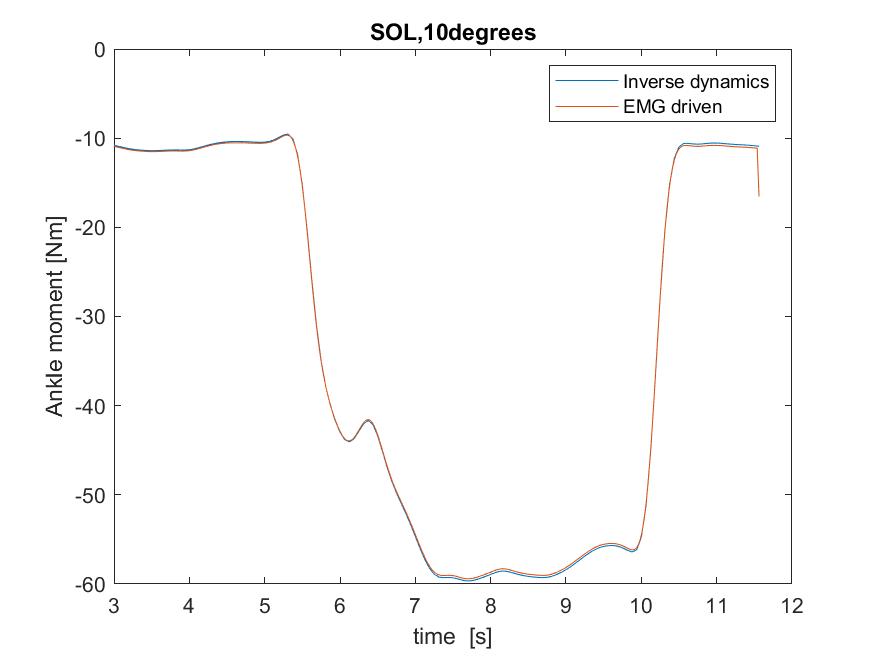 SOL,10degrees
Inverse dynamics
EMG driven
0
-10
-20
-30
-40
-50
-60
Ankle moment [Nm]
3 4 5 6 7 8 9 10 11 12
time [s]